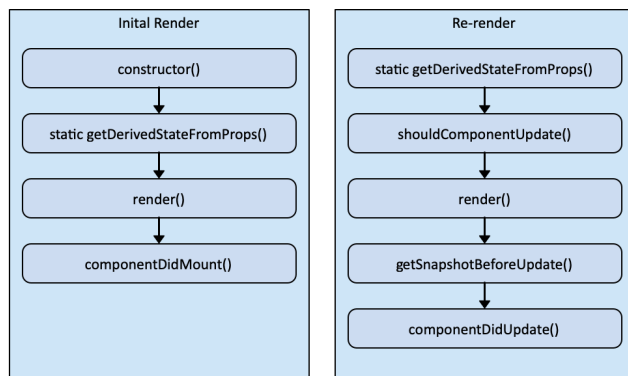 Inital Render
constructor()
static getDerivedStateFromProps()
render()
componentDidMount()
Re-render
static getDerivedStateFromProps()
shouldComponentUpdate()
render()
getSnapshotBeforeUpdate()
componentDidUpdate()